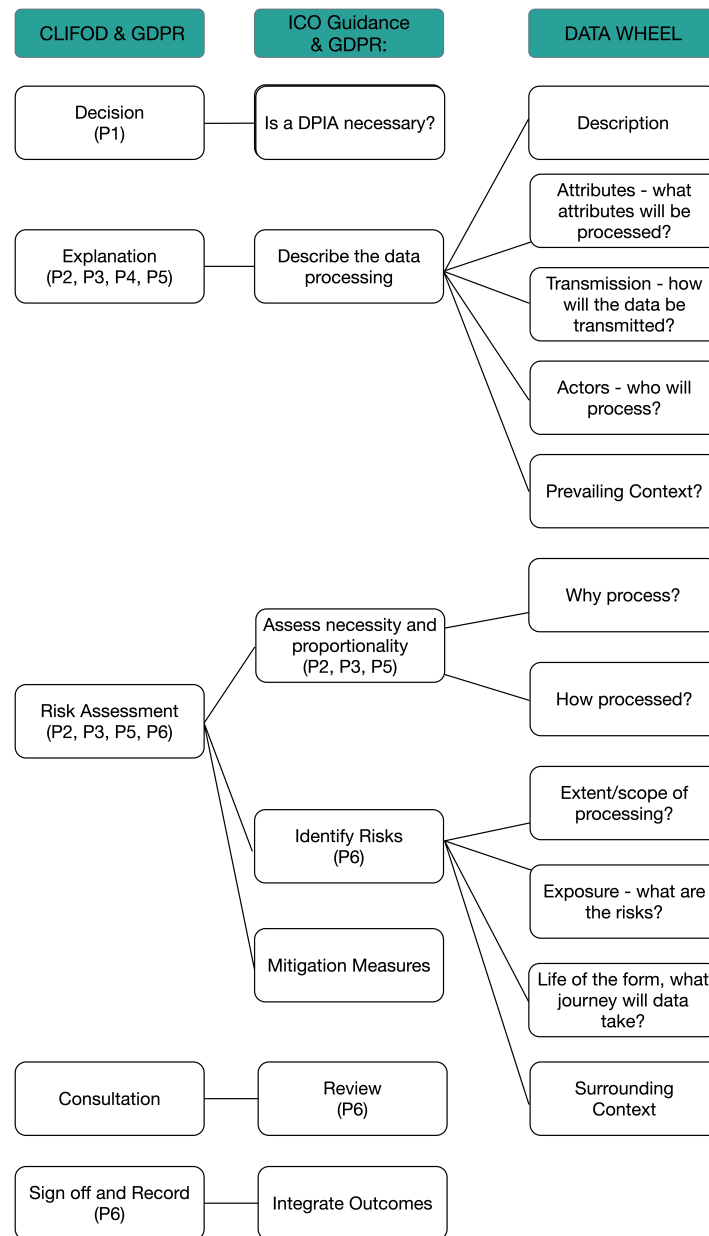 CLIFOD & GDPR
ICO Guidance
& GDPR:
DATA WHEEL
Decision
(P1)
Is a DPIA necessary?
Description
Attributes - what
attributes will be
processed?
Explanation
(P2, P3, P4, P5)
Describe the data
processing
Transmission - how
will the data be
transmitted?
Actors - who will
process?
Prevailing Context?
Why process?
Assess necessity and
proportionality
(P2, P3, P5)
How processed?
Risk Assessment
(P2, P3, P5, P6)
Extent/scope of
processing?
Identify Risks
(P6)
Exposure - what are
the risks?
Mitigation Measures
Life of the form, what
journey will data
take?
Consultation
Review
(P6)
Surrounding
Context
Sign off and Record
(P6)
Integrate Outcomes